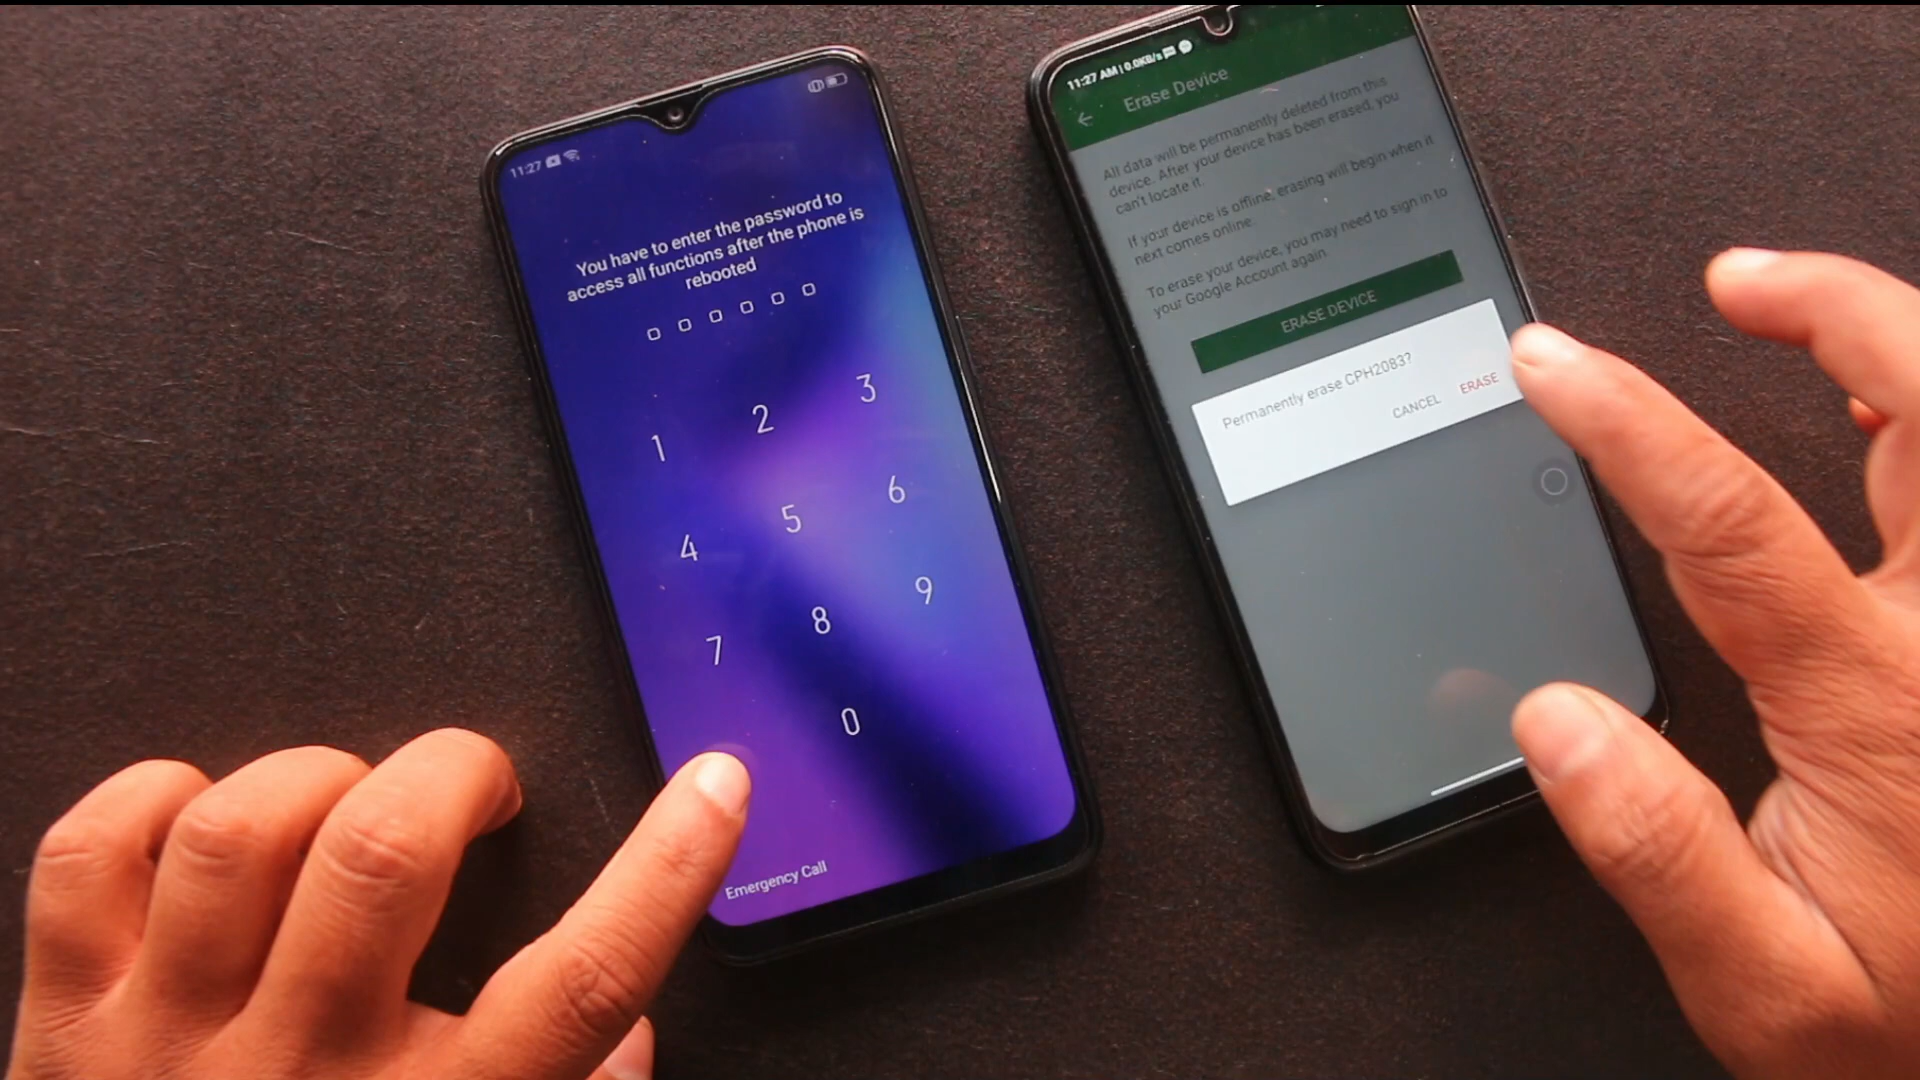 11:27
You have to enter the password to
access all functions after the phone is
rebooted
1 2 3
4 5 6
7 8 9
0
Emergency Call
11:27 AM | 0.0KB/s
Erase Device
All data will be permanently deleted from this
device. After your device has been erased, you
can't locate it.
If your device is offline, erasing will begin when it
next comes online.
To erase your device, you may need to sign in to
your Google Account again.
ERASE DEVICE
Permanently erase CPH2083?
CANCEL ERASE